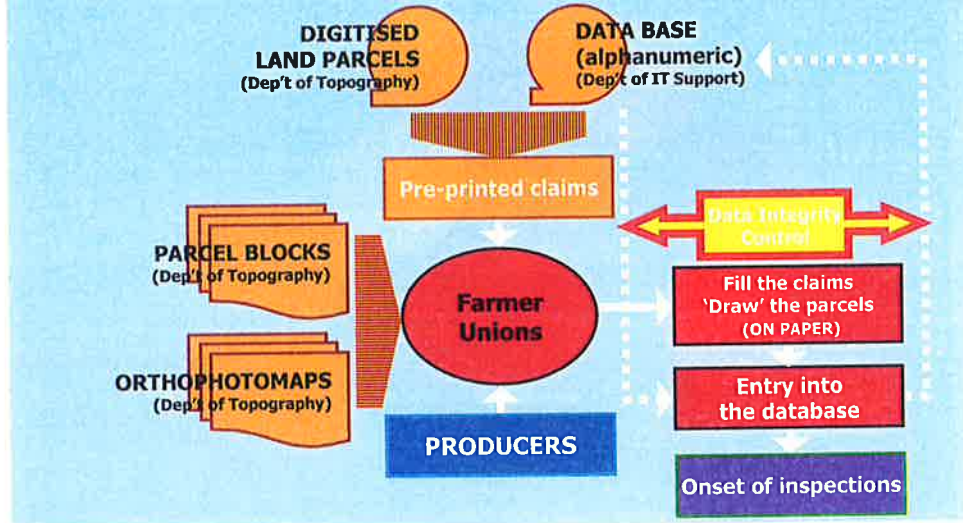 DIGITISED
LAND PARCELS
(Dep't of Topography)
DATA BASE
(alphanumeric)
(Dep't of IT Support)
Pre-printed claims
Data Integrity
Control
PARCEL BLOCKS
(Dep't of Topography)
Farmer
Unions
Fill the claims
‘Draw’ the parcels
(ON PAPER)
ORTHOPHOTOMAPS
(Dep't of Topography)
Entry into
the database
PRODUCERS
Onset of inspections